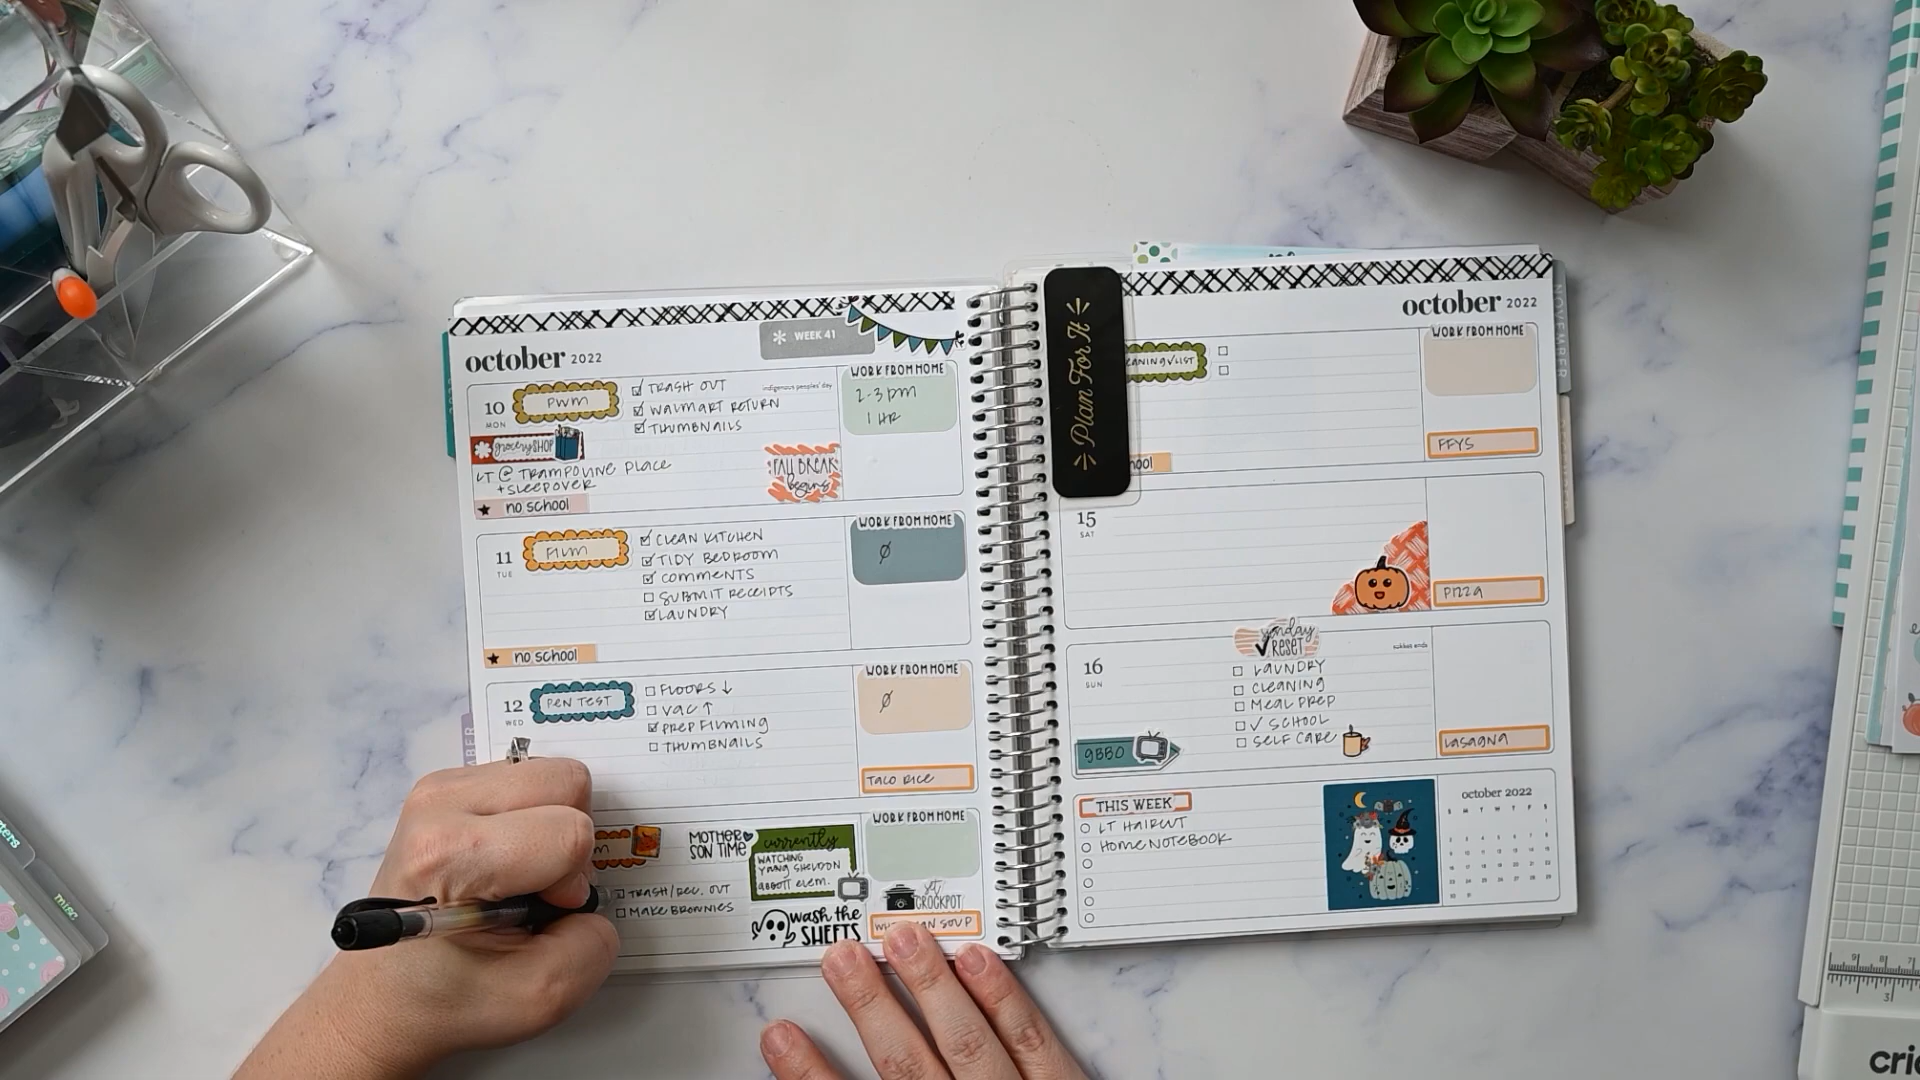 october 2022
WEEK 41
10
MON
PWM
TRASH OUT
WALMART RETURN
THUMBNAILS
indigenous peoples' day
WORK FROM HOME
2-3pm
1 HR
grocery SHOP
LT @ TRAMPOLINE PLACE
+SLEEPOVER
FALL BREAK
begins
no school
11
TUE
FILM
CLEAN KITCHEN
TIDY BEDROOM
COMMENTS
SUBMIT RECEIPTS
LAUNDRY
WORK FROM HOME
Ø
no school
12
WED
PEN TEST
FLOORS ↓
VAC ↑
PREP FILMING
THUMBNAILS
WORK FROM HOME
Ø
TACO RICE
MOTHER
SON TIME
currently
WATCHING
YOUNG SHELDON
ABBOTT ELEM.
TRASH/REC. OUT
MAKE BROWNIES
wash the
SHEETS
WORK FROM HOME
CROCKPOT
SOUP
Plan For It
october 2022
LIST
WORK FROM HOME
FFYS
15
SAT
PIZZA
16
SUN
sunday
RESET
sukkot ends
LAUNDRY
CLEANING
MEAL PREP
✓ SCHOOL
SELF CARE
GBBO
LASAGNA
THIS WEEK
LT HAIRCUT
HOME NOTEBOOK
october 2022
NOVEMBER
misc